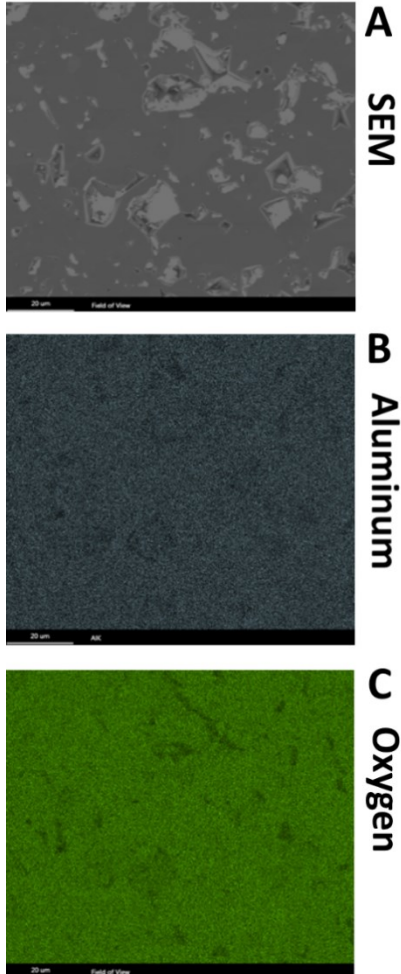 A
SEM
20 um Field of View
B
Aluminum
20 um AlK
C
Oxygen
20 um Field of View